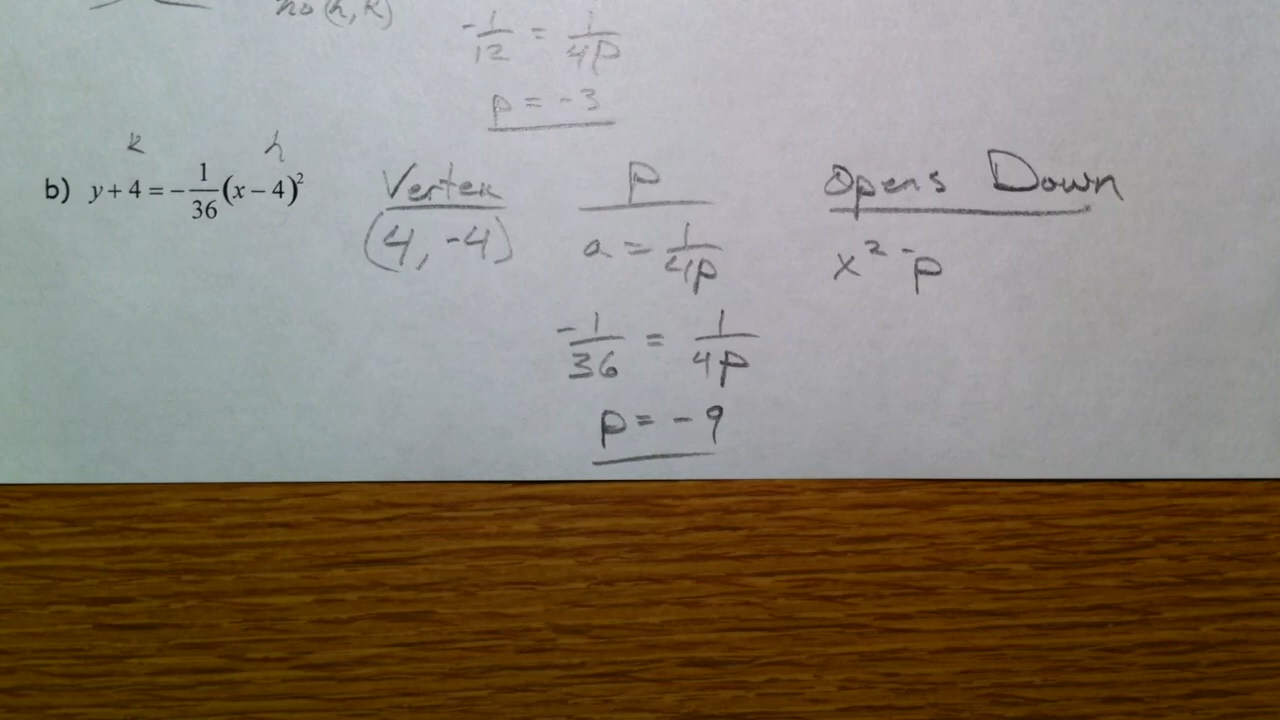 no (h, k)
-1/12 = 1/4p
p = -3
k h
b) y + 4 = -1/36 (x - 4)²
Vertex P Opens Down
(4, -4) a = 1/4p x² -p
-1/36 = 1/4p
p = -9